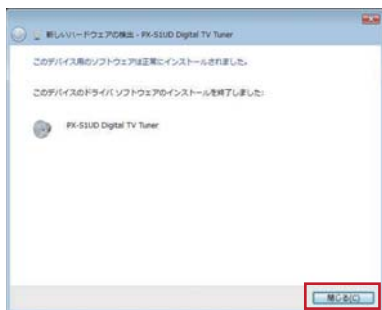 新しいハードウェアの検出 - PX-S1UD Digital TV Tuner
このデバイス用のソフトウェアは正常にインストールされました。
このデバイスのドライバ ソフトウェアのインストールを終了しました:
PX-S1UD Digital TV Tuner
閉じる(C)